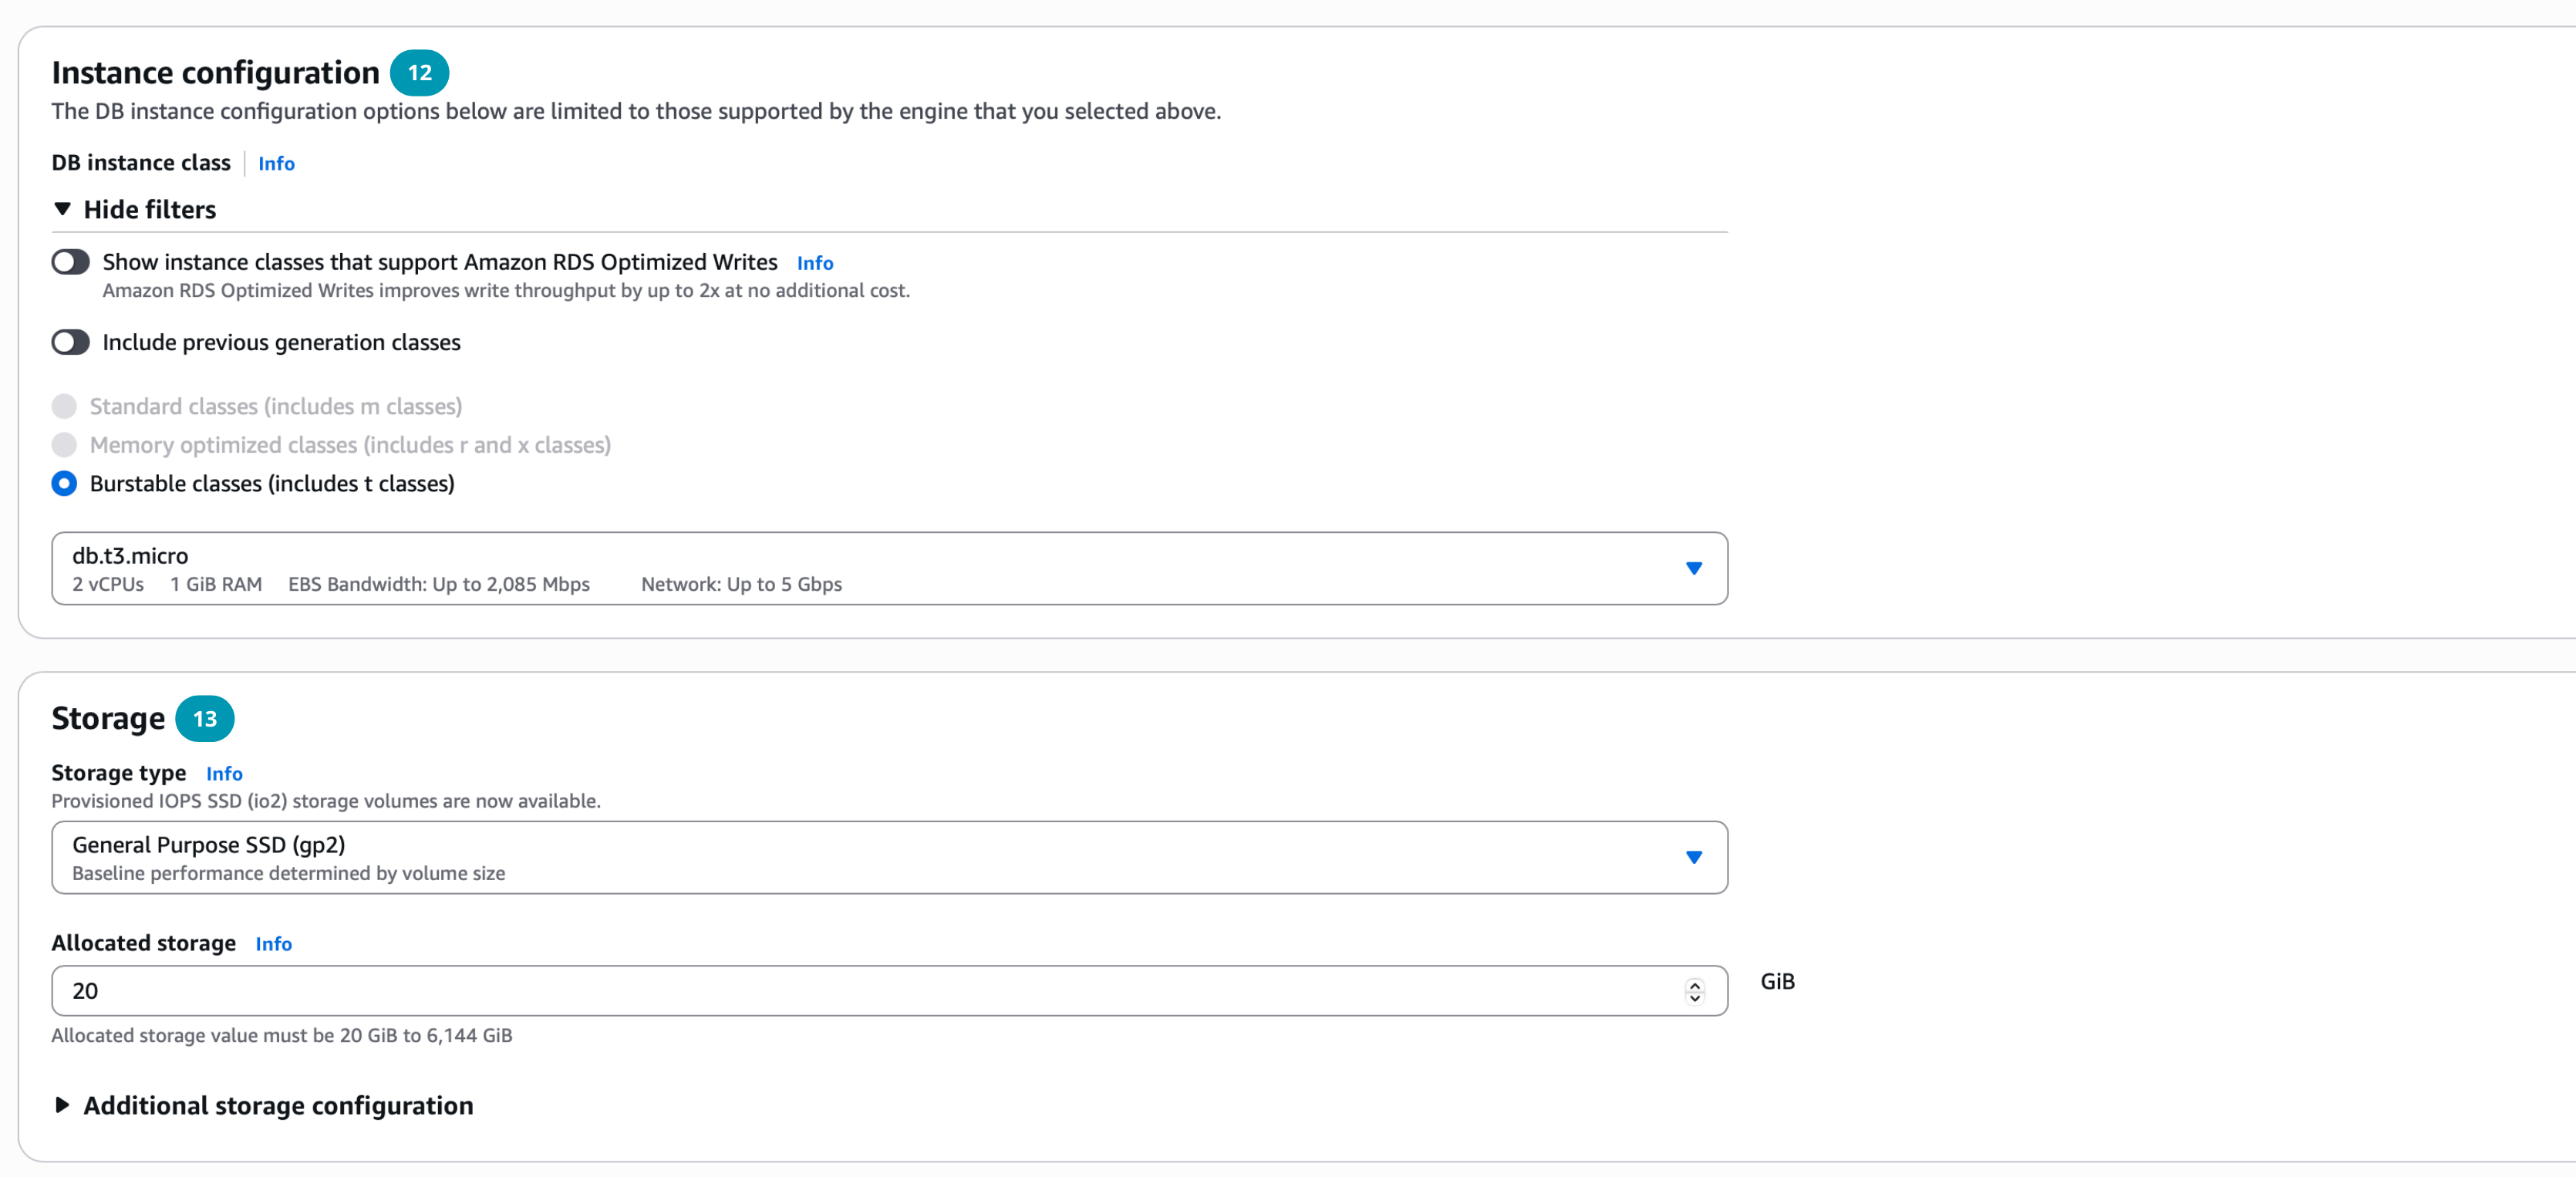 Instance configuration 12
The DB instance configuration options below are limited to those supported by the engine that you selected above.
DB instance class Info
Hide filters
Show instance classes that support Amazon RDS Optimized Writes Info
Amazon RDS Optimized Writes improves write throughput by up to 2x at no additional cost.
Include previous generation classes
Standard classes (includes m classes)
Memory optimized classes (includes r and x classes)
Burstable classes (includes t classes)
db.t3.micro
2 vCPUs 1 GiB RAM EBS Bandwidth: Up to 2,085 Mbps Network: Up to 5 Gbps
Storage 13
Storage type Info
Provisioned IOPS SSD (io2) storage volumes are now available.
General Purpose SSD (gp2)
Baseline performance determined by volume size
Allocated storage Info
20 GiB
Allocated storage value must be 20 GiB to 6,144 GiB
Additional storage configuration